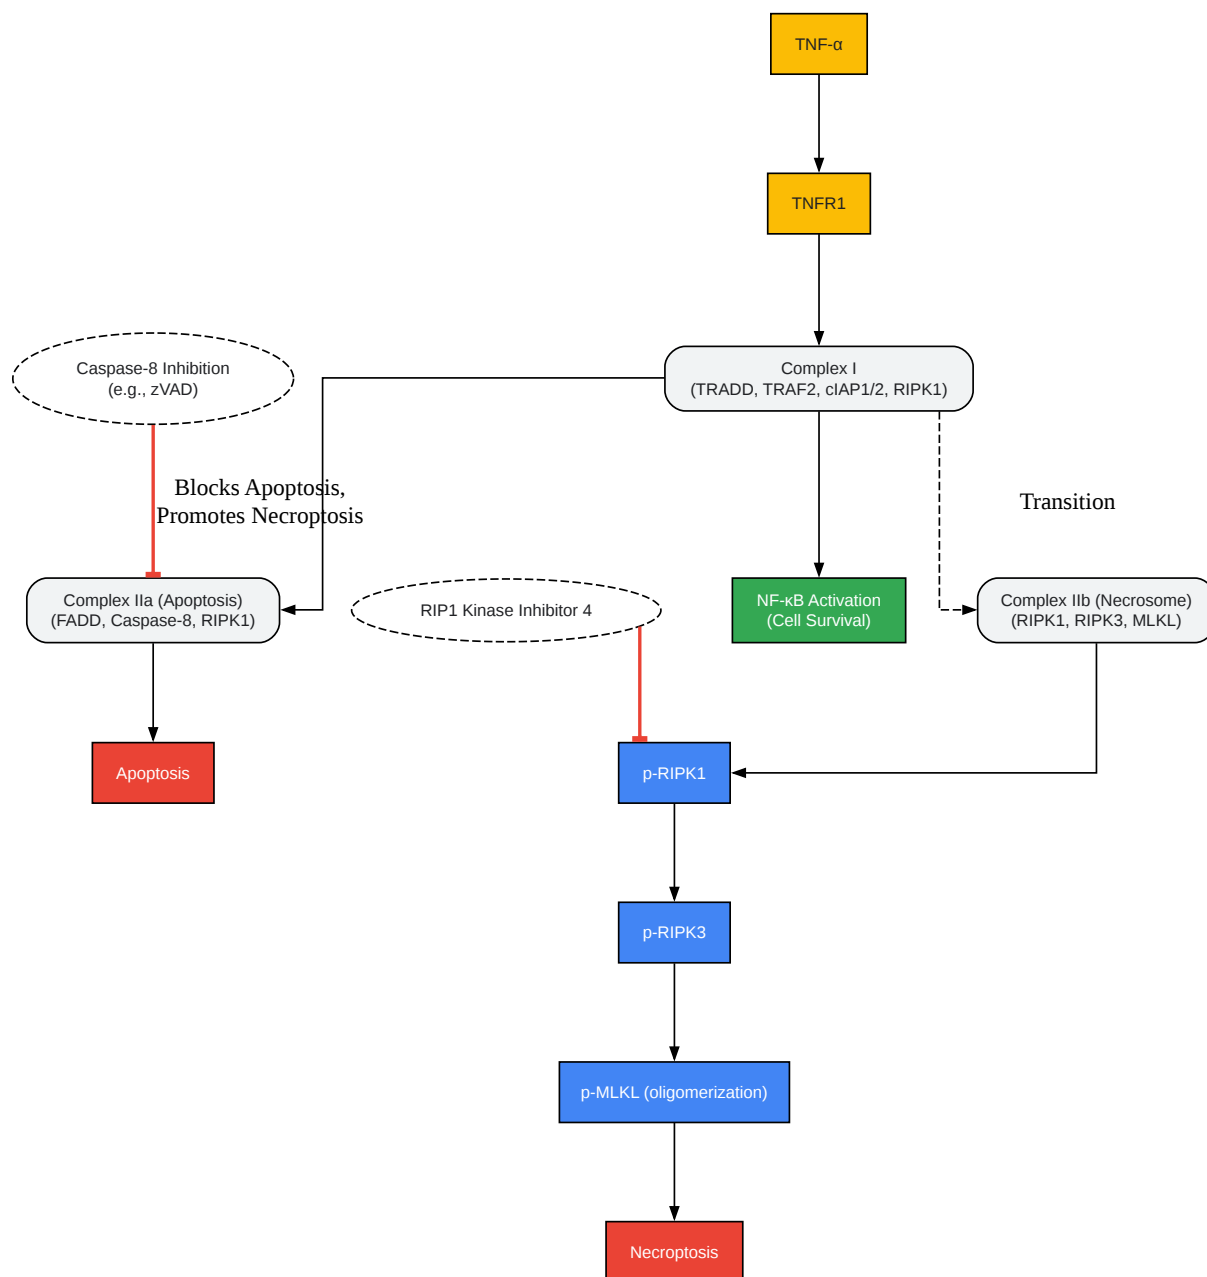 TNF-α
TNFR1
Complex I
(TRADD, TRAF2, cIAP1/2, RIPK1)
Caspase-8 Inhibition
(e.g., zVAD)
Blocks Apoptosis,
Promotes Necroptosis
Transition
Complex IIa (Apoptosis)
(FADD, Caspase-8, RIPK1)
RIP1 Kinase Inhibitor 4
NF-κB Activation
(Cell Survival)
Complex IIb (Necrosome)
(RIPK1, RIPK3, MLKL)
Apoptosis
p-RIPK1
p-RIPK3
p-MLKL (oligomerization)
Necroptosis